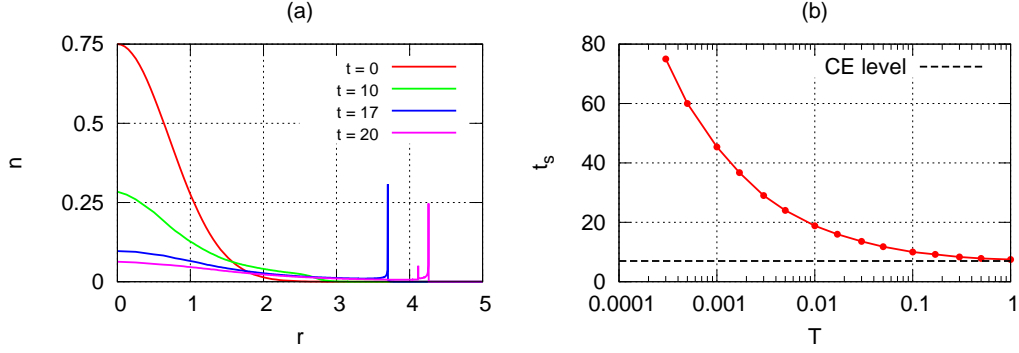 (a)
0.75
0.5
0.25
0
n
t = 0
t = 10
t = 17
t = 20
0 1 2 3 4 5
r
(b)
80
60
40
20
0
t_s
CE level
0.0001 0.001 0.01 0.1 1
T